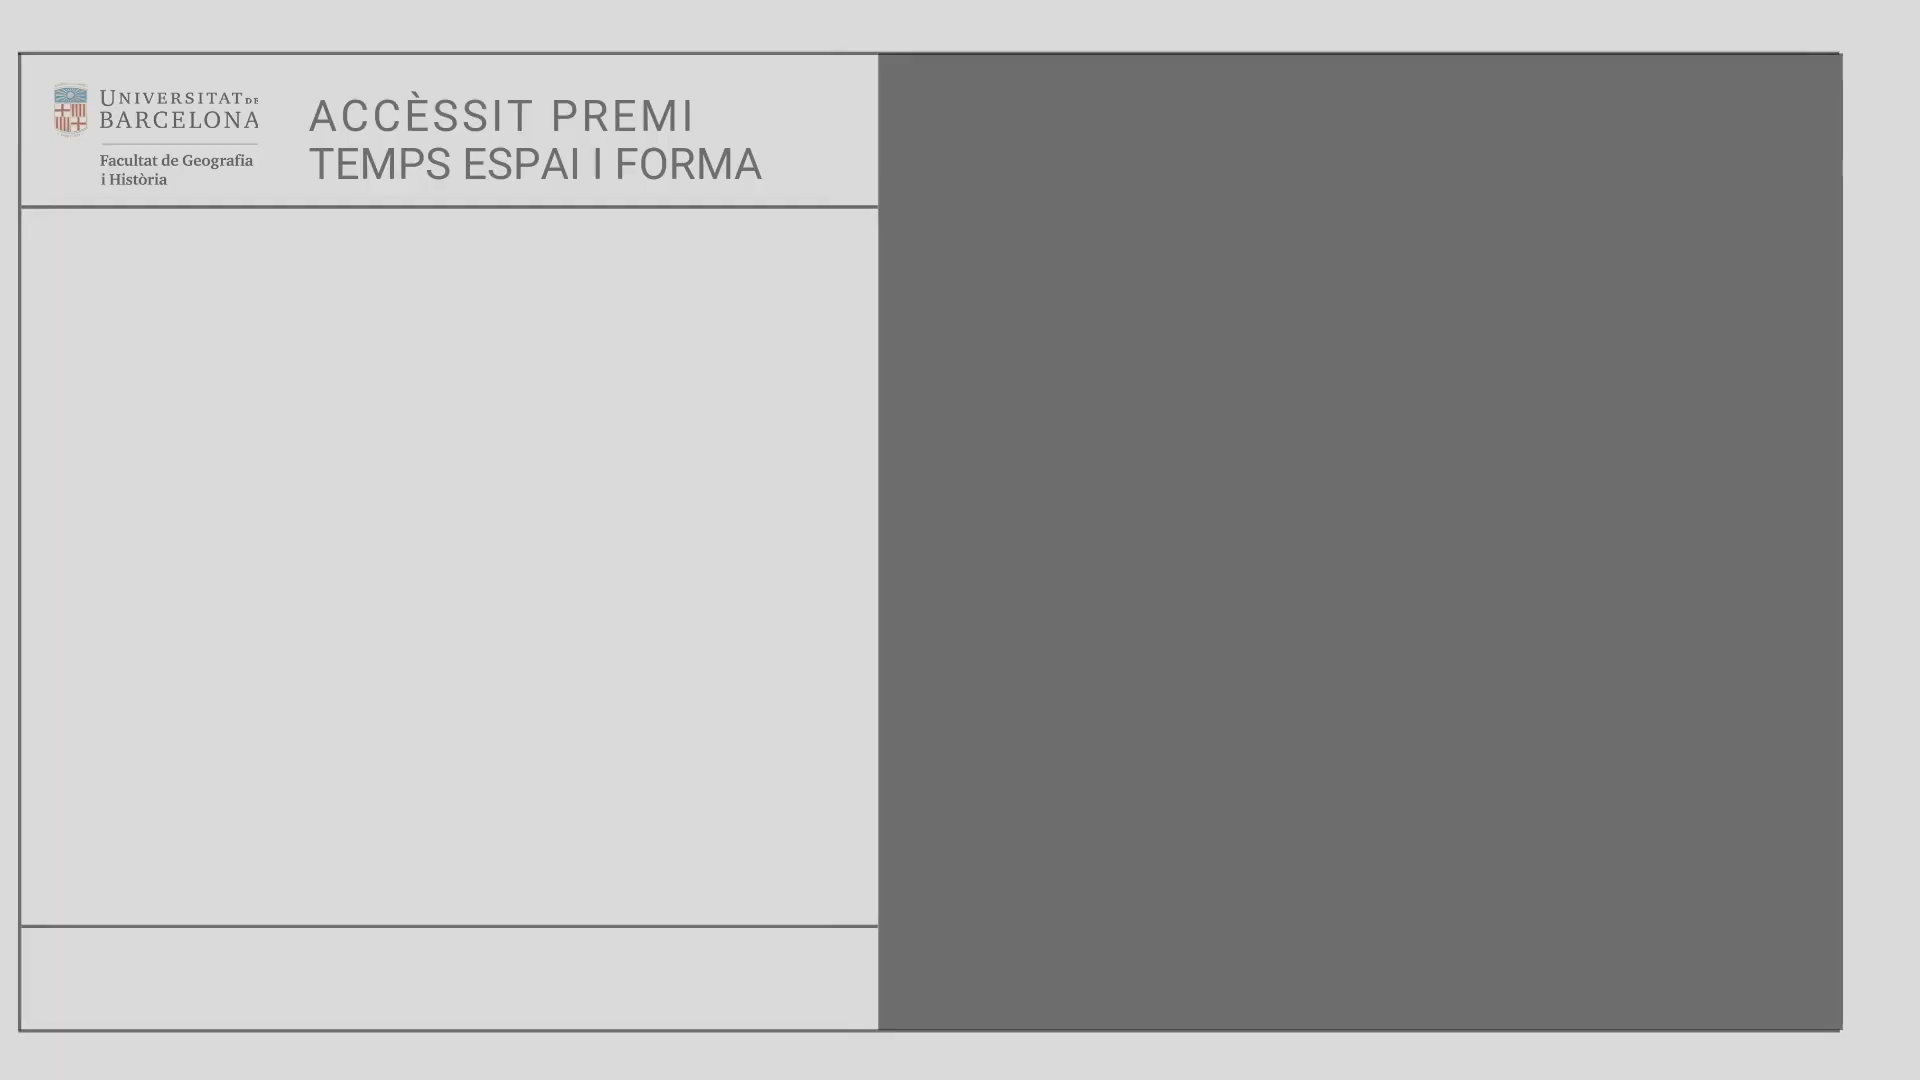 UNIVERSITAT DE
BARCELONA
Facultat de Geografia
i Història
ACCÈSSIT PREMI
TEMPS ESPAI I FORMA